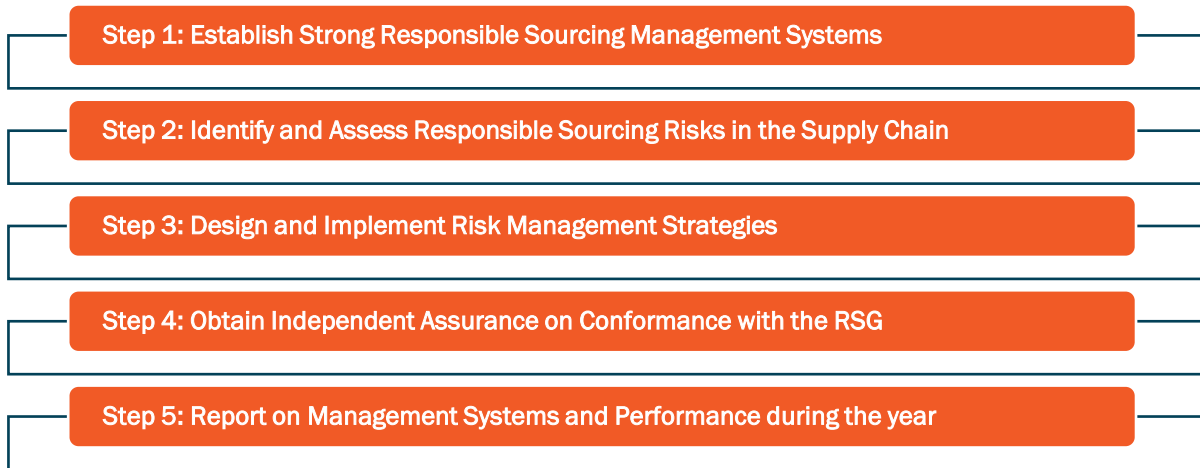 Step 1: Establish Strong Responsible Sourcing Management Systems
Step 2: Identify and Assess Responsible Sourcing Risks in the Supply Chain
Step 3: Design and Implement Risk Management Strategies
Step 4: Obtain Independent Assurance on Conformance with the RSG
Step 5: Report on Management Systems and Performance during the year